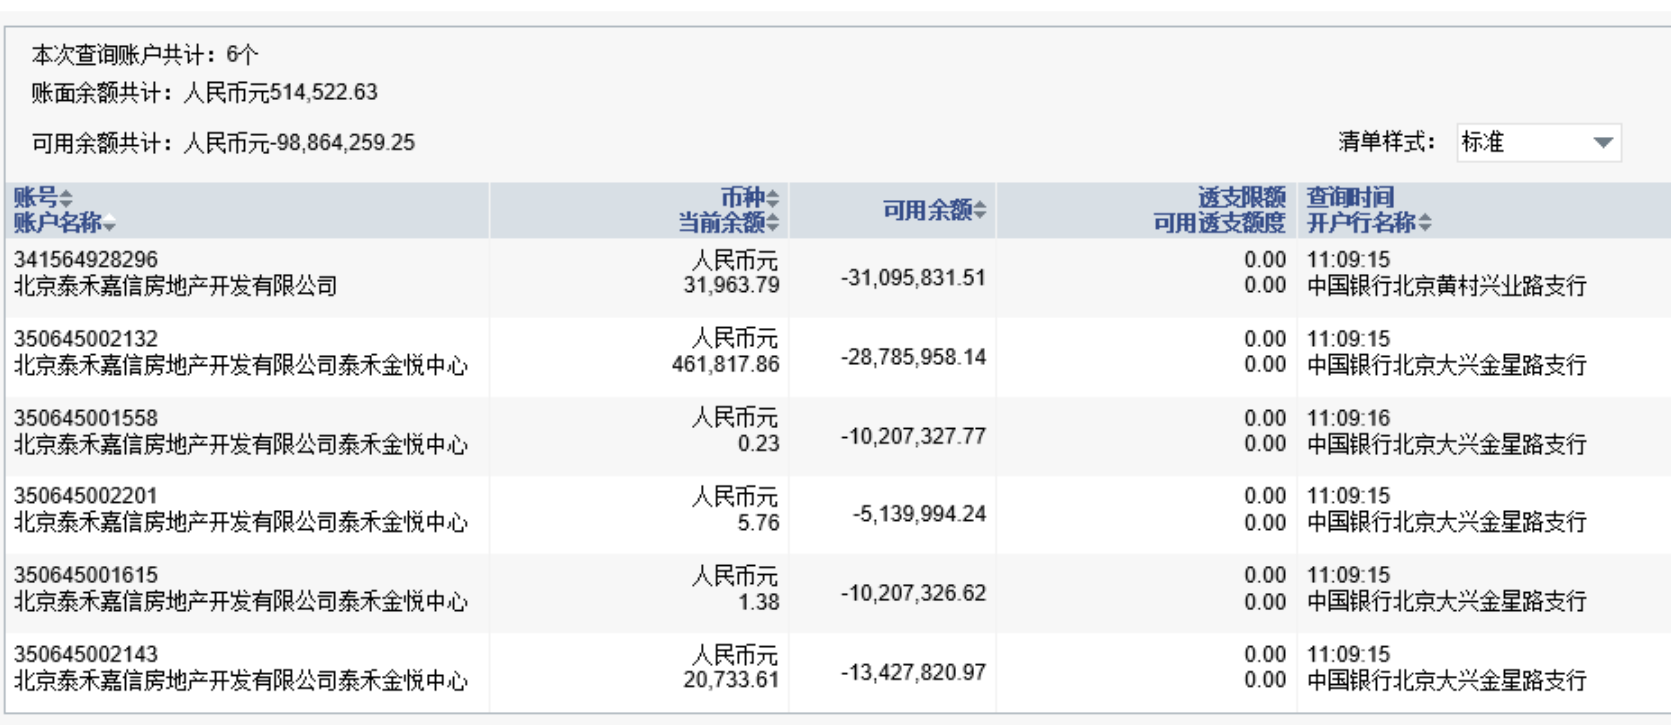 本次查询账户共计：6个
账面余额共计：人民币元514,522.63
可用余额共计：人民币元-98,864,259.25
清单样式： 标准
账号 币种 可用余额 透支限额 查询时间
账户名称 当前余额 可用透支额度 开户行名称
341564928296 人民币元 -31,095,831.51 0.00 11:09:15
北京泰禾嘉信房地产开发有限公司 31,963.79 0.00 中国银行北京黄村兴业路支行
350645002132 人民币元 -28,785,958.14 0.00 11:09:15
北京泰禾嘉信房地产开发有限公司泰禾金悦中心 461,817.86 0.00 中国银行北京大兴金星路支行
350645001558 人民币元 -10,207,327.77 0.00 11:09:16
北京泰禾嘉信房地产开发有限公司泰禾金悦中心 0.23 0.00 中国银行北京大兴金星路支行
350645002201 人民币元 -5,139,994.24 0.00 11:09:15
北京泰禾嘉信房地产开发有限公司泰禾金悦中心 5.76 0.00 中国银行北京大兴金星路支行
350645001615 人民币元 -10,207,326.62 0.00 11:09:15
北京泰禾嘉信房地产开发有限公司泰禾金悦中心 1.38 0.00 中国银行北京大兴金星路支行
350645002143 人民币元 -13,427,820.97 0.00 11:09:15
北京泰禾嘉信房地产开发有限公司泰禾金悦中心 20,733.61 0.00 中国银行北京大兴金星路支行